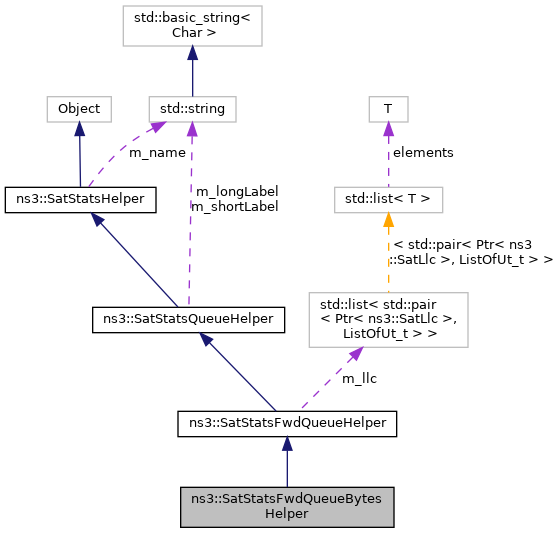 std::basic_string<
Char >
Object
std::string
T
m_name
elements
m_longLabel
m_shortLabel
ns3::SatStatsHelper
std::list< T >
< std::pair< Ptr< ns3
::SatLlc >, ListOfUt_t > >
ns3::SatStatsQueueHelper
std::list< std::pair
< Ptr< ns3::SatLlc >,
ListOfUt_t > >
m_llc
ns3::SatStatsFwdQueueHelper
ns3::SatStatsFwdQueueBytes
Helper